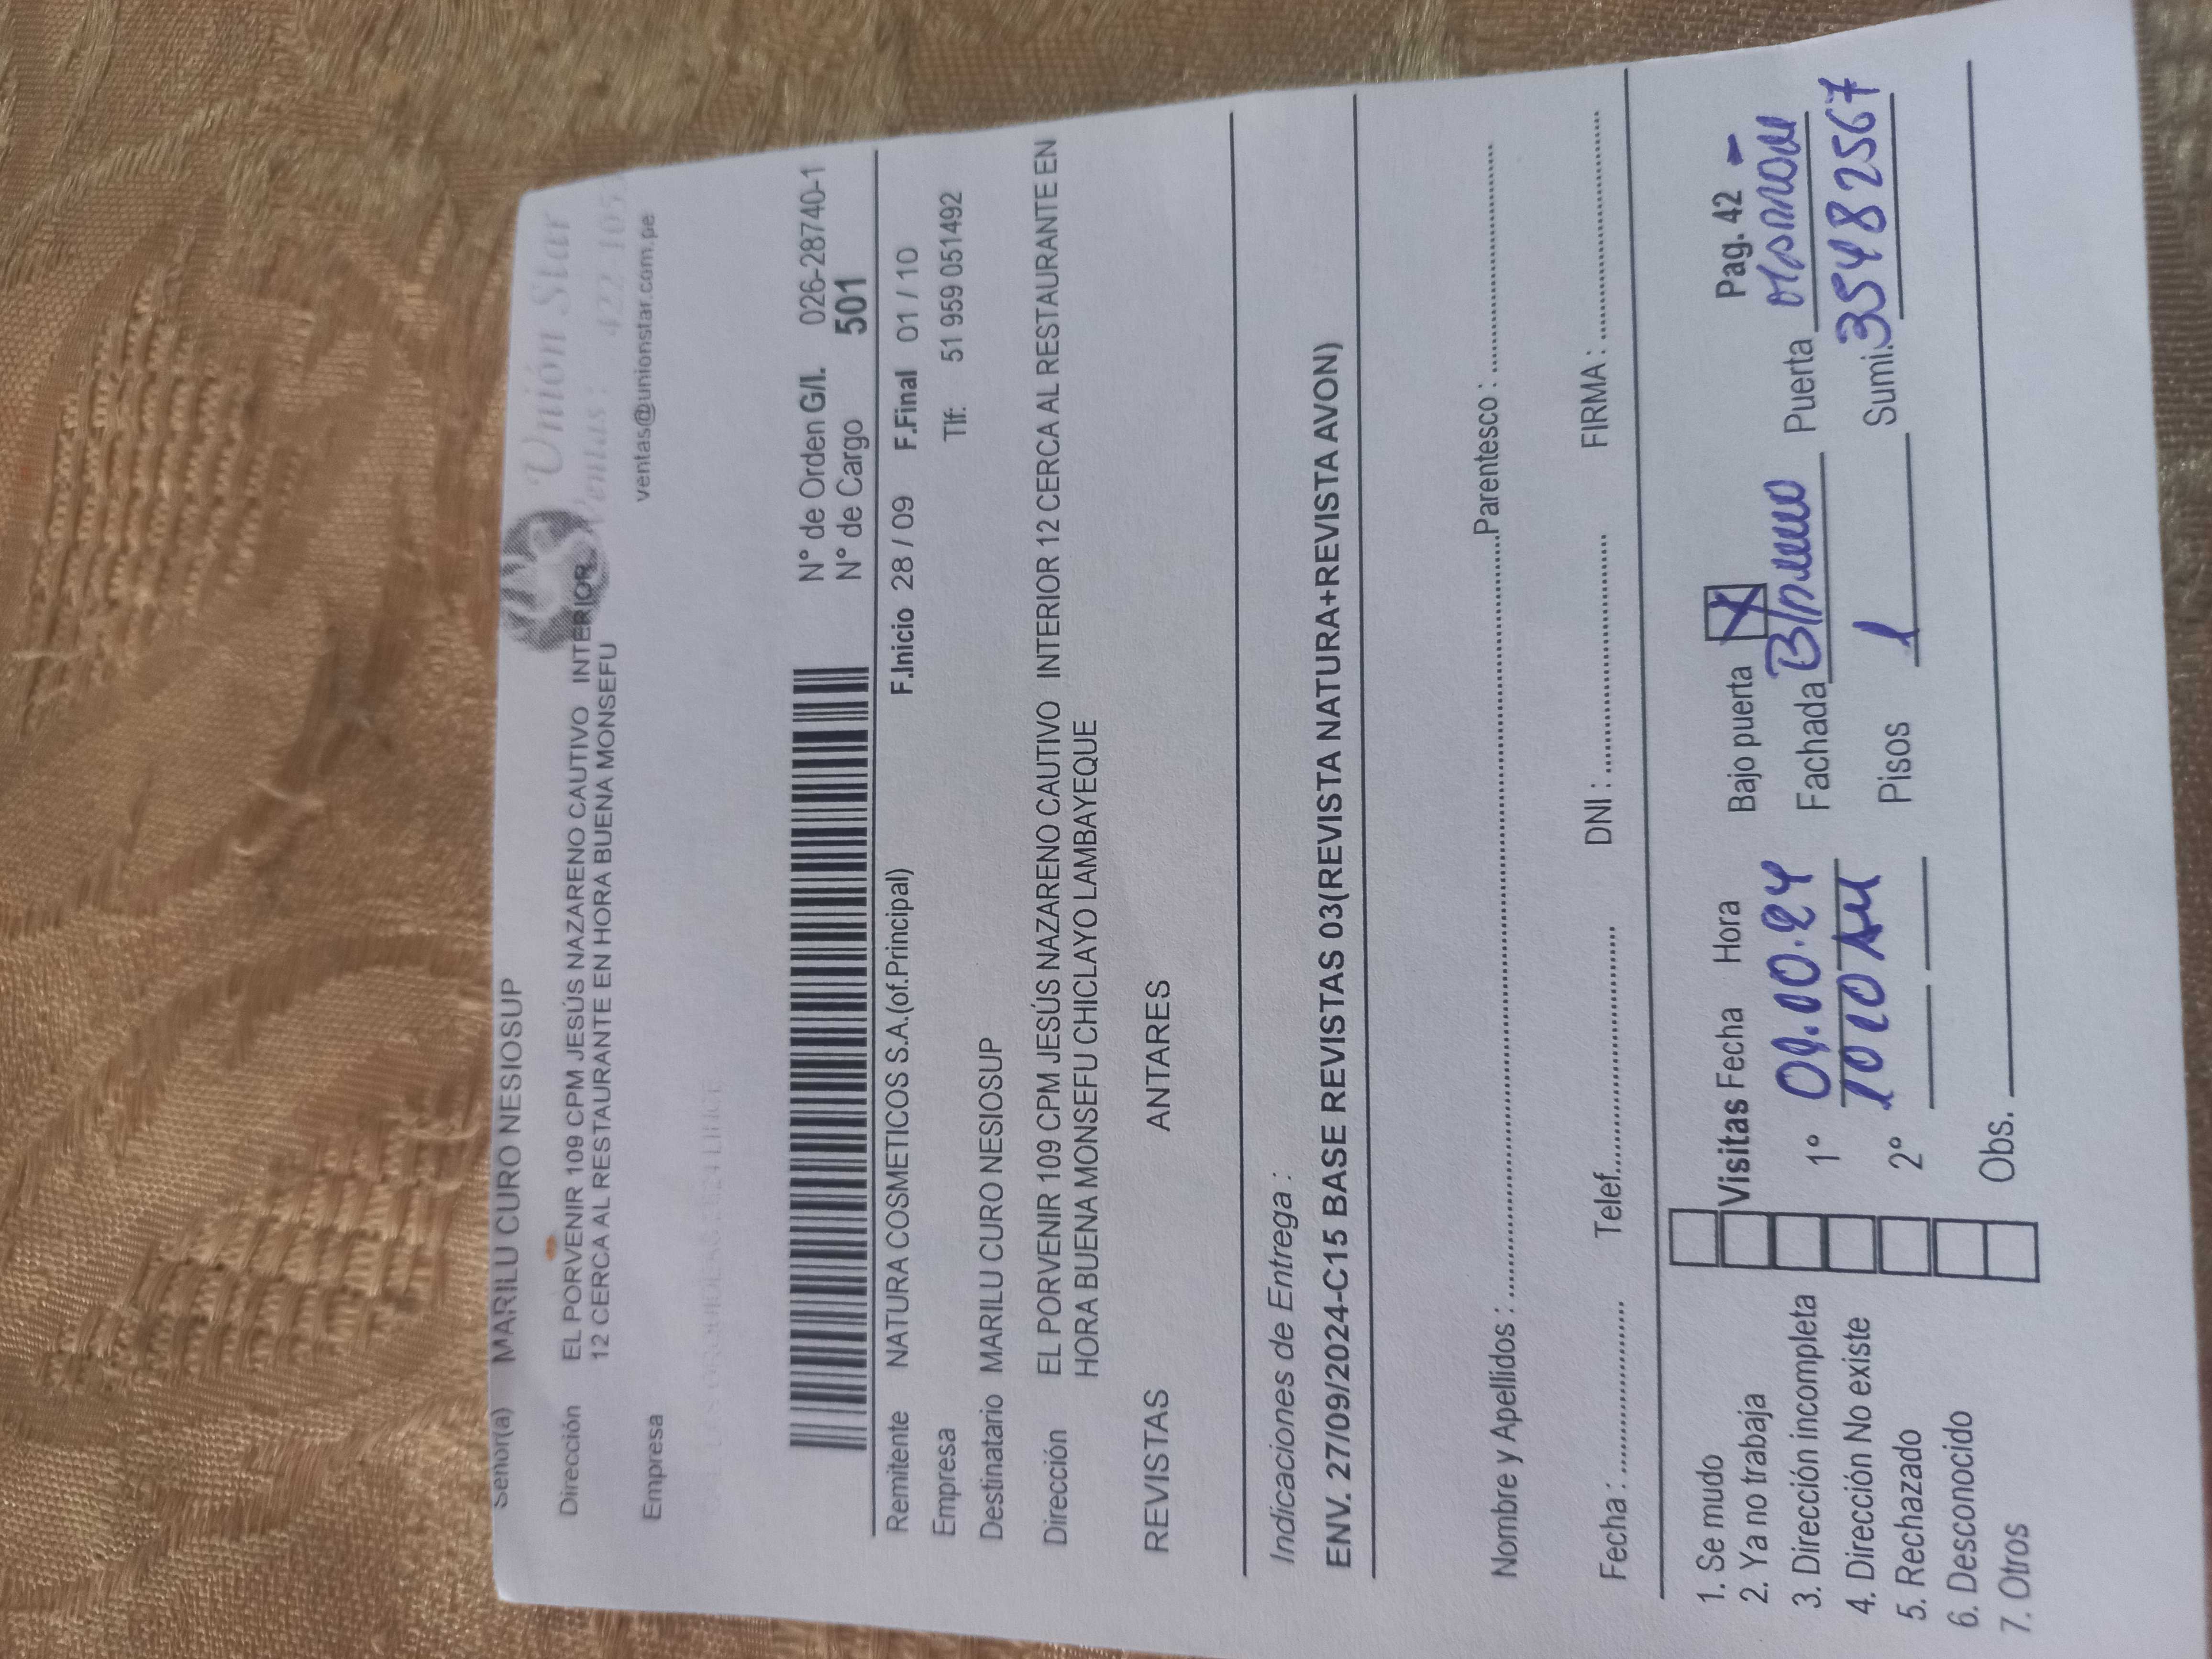 Señor(a) MARILU CURO NESIOSUP
Unión Star
Dirección EL PORVENIR 109 CPM JESÚS NAZARENO CAUTIVO INTERIOR
12 CERCA AL RESTAURANTE EN HORA BUENA MONSEFU
Ventas : 422 105
ventas@unionstar.com.pe
Empresa
N° de Orden G/I. 026-28740-1
N° de Cargo 501
Remitente NATURA COSMETICOS S.A.(of.Principal) F.Inicio 28 / 09 F.Final 01 / 10
Empresa Tlf: 51 959 051492
Destinatario MARILU CURO NESIOSUP
Dirección EL PORVENIR 109 CPM JESÚS NAZARENO CAUTIVO INTERIOR 12 CERCA AL RESTAURANTE EN
HORA BUENA MONSEFU CHICLAYO LAMBAYEQUE
REVISTAS ANTARES
Indicaciones de Entrega :
ENV. 27/09/2024-C15 BASE REVISTAS 03(REVISTA NATURA+REVISTA AVON)
Nombre y Apellidos : Parentesco :
Fecha : Telef. DNI : FIRMA :
1. Se mudo
2. Ya no trabaja
3. Dirección incompleta
4. Dirección No existe
5. Rechazado
6. Desconocido
7. Otros
Visitas Fecha Hora Bajo puerta X Pag. 42
1° 01.10.24 Fachada Puerta
10 20 AM
2° Pisos 1 Sumi. 35482567
Obs.